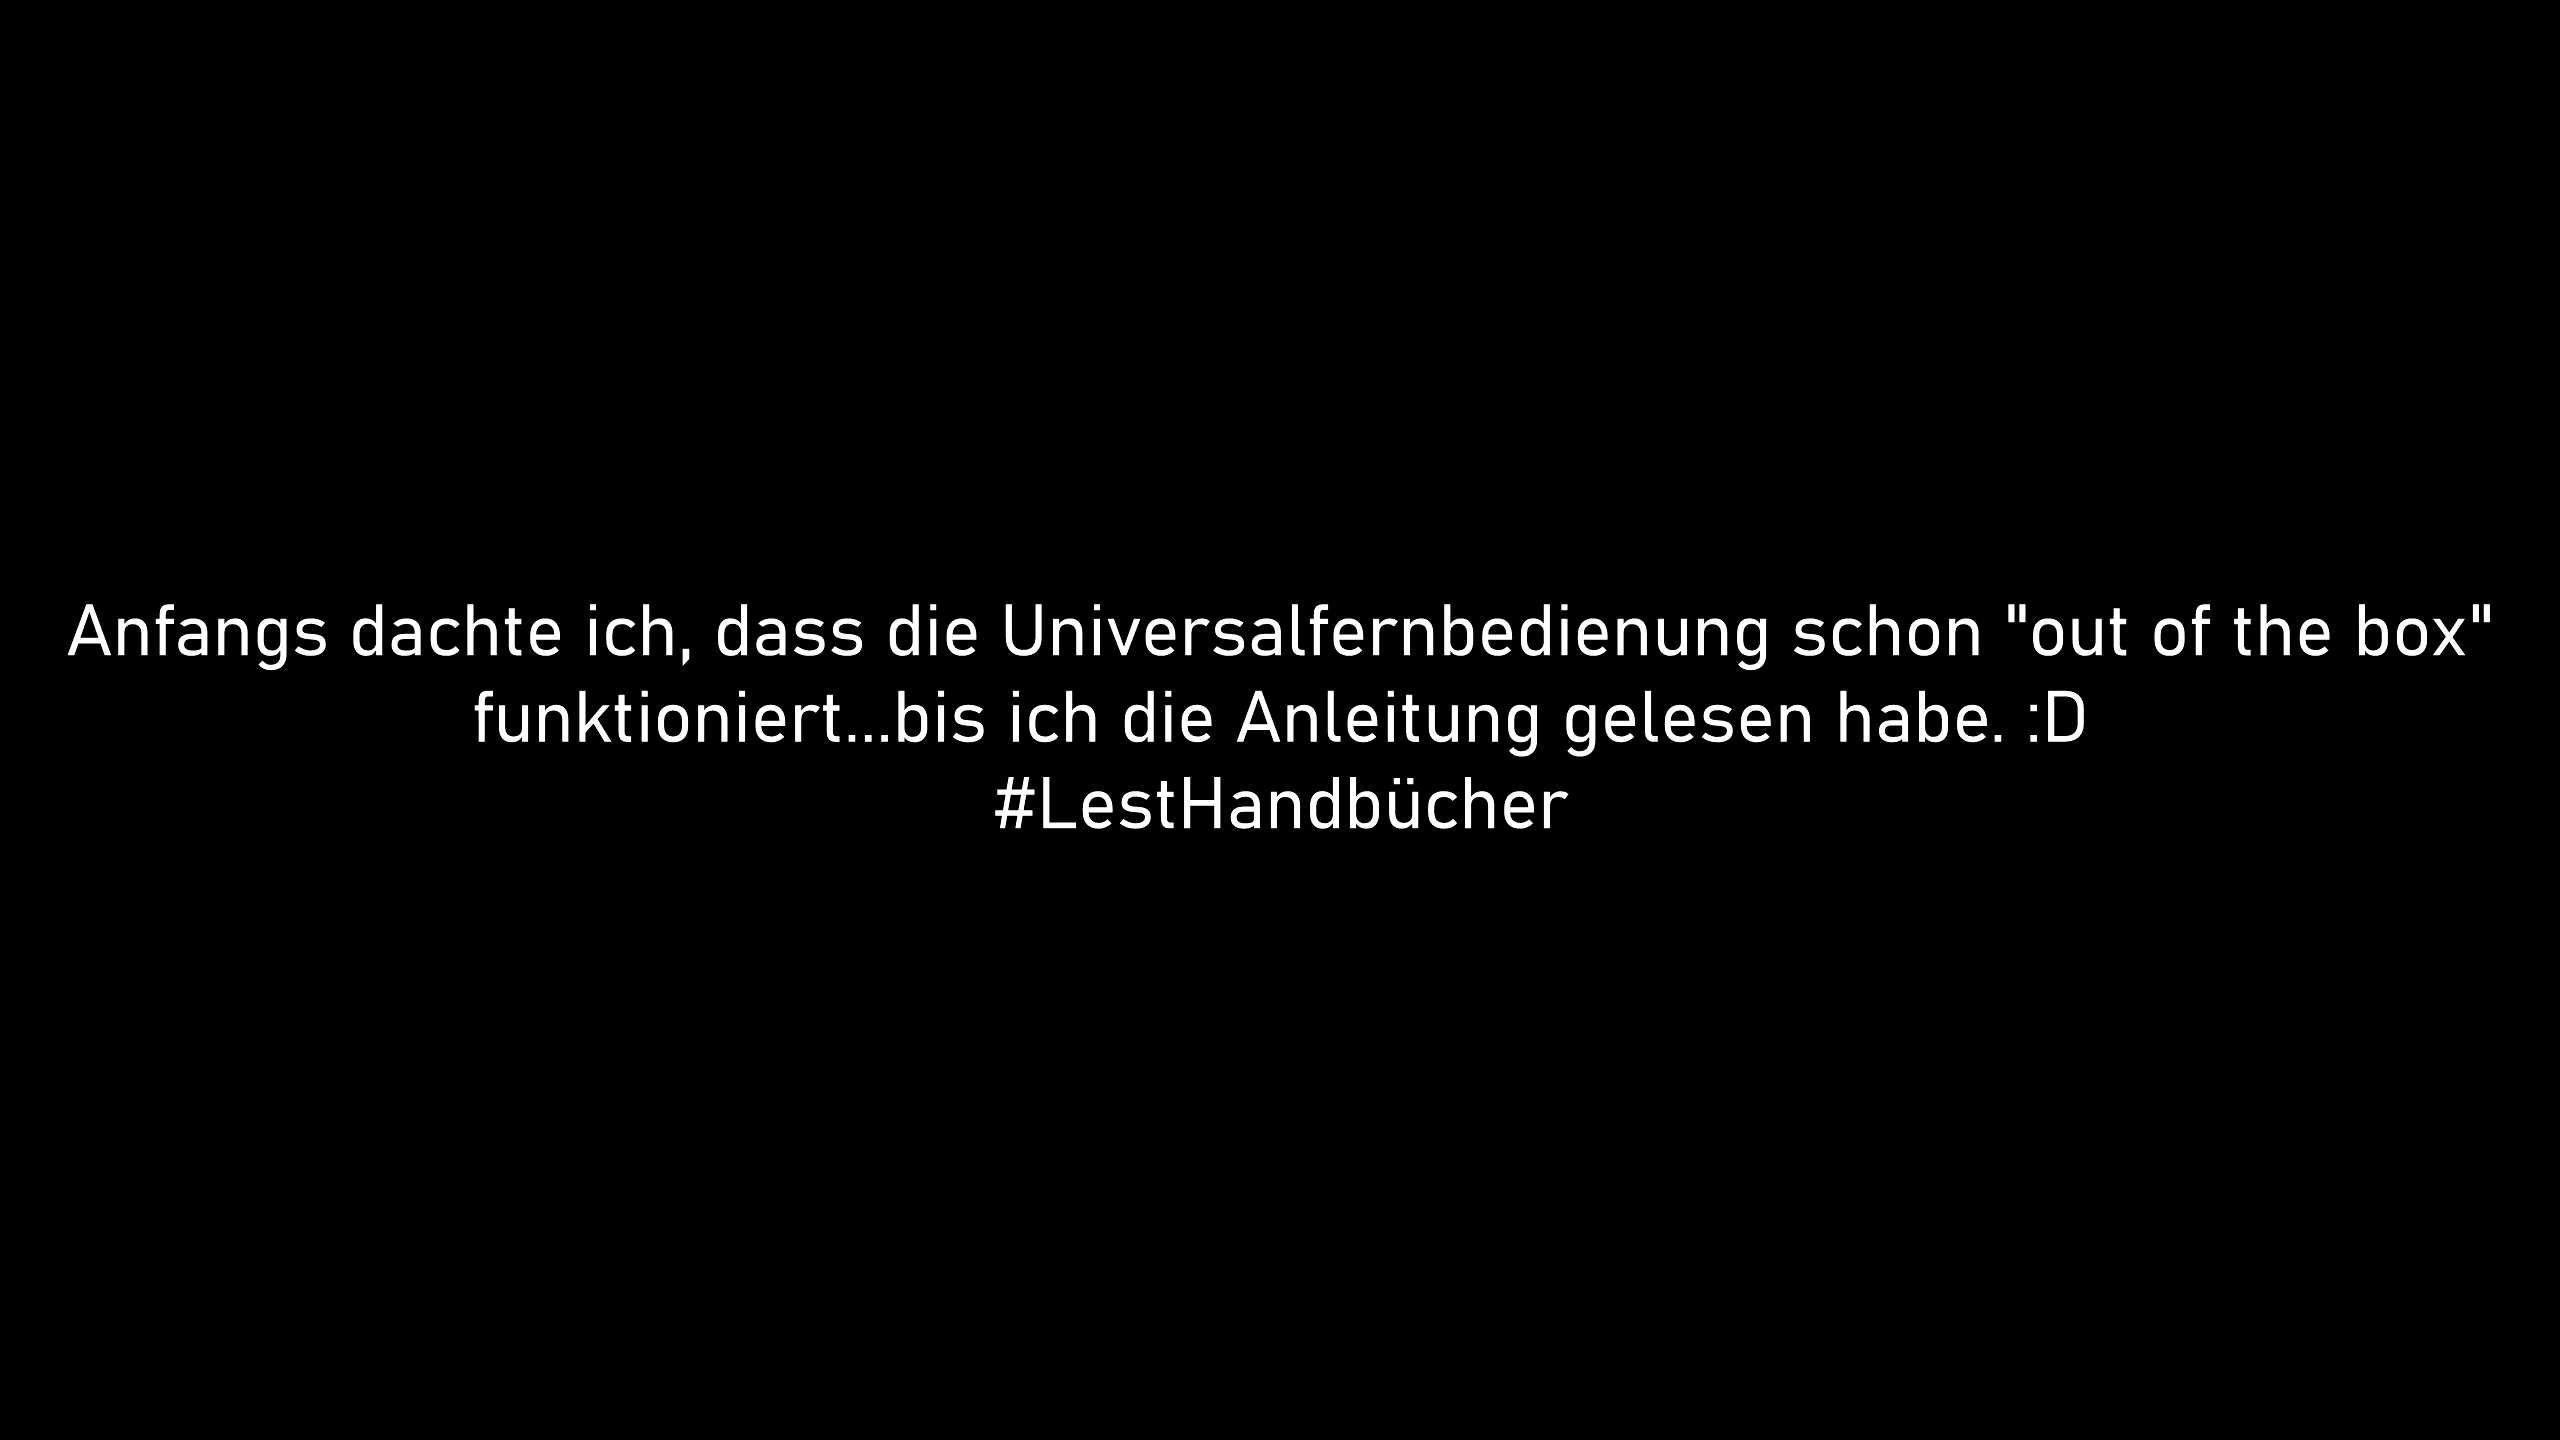 Anfangs dachte ich, dass die Universalfernbedienung schon "out of the box"
funktioniert...bis ich die Anleitung gelesen habe. :D
#LestHandbücher